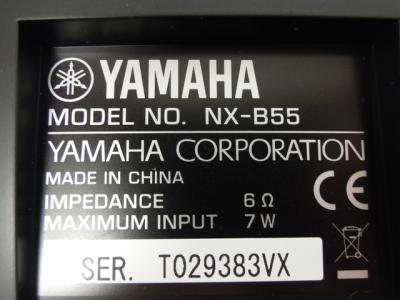 YAMAHA
MODEL NO. NX-B55
YAMAHA CORPORATION
MADE IN CHINA
IMPEDANCE 6 Ω
MAXIMUM INPUT 7 W
CE
SER. T029383VX